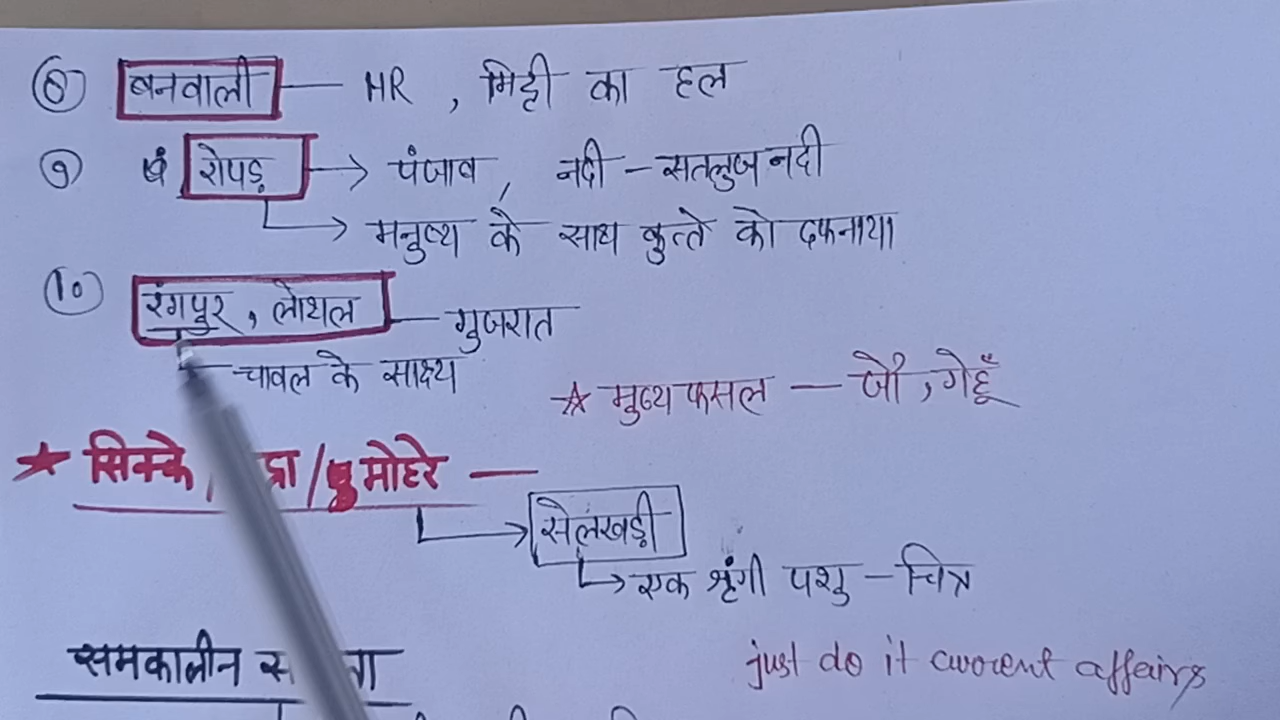 ⑧ बनवाली — HR , मिट्टी का हल
⑨ रोपड़ → पंजाब , नदी – सतलुज नदी
→ मनुष्य के साथ कुत्ते को दफनाया
⑩ रंगपुर , लोथल — गुजरात
चावल के साक्ष्य
☆ मुख्य फसल — जौ , गेहूँ
★ सिक्के / / मोहरे —
→ सेलखड़ी
→ एक श्रृंगी पशु – चित्र
समकालीन
just do it cuorent affairs